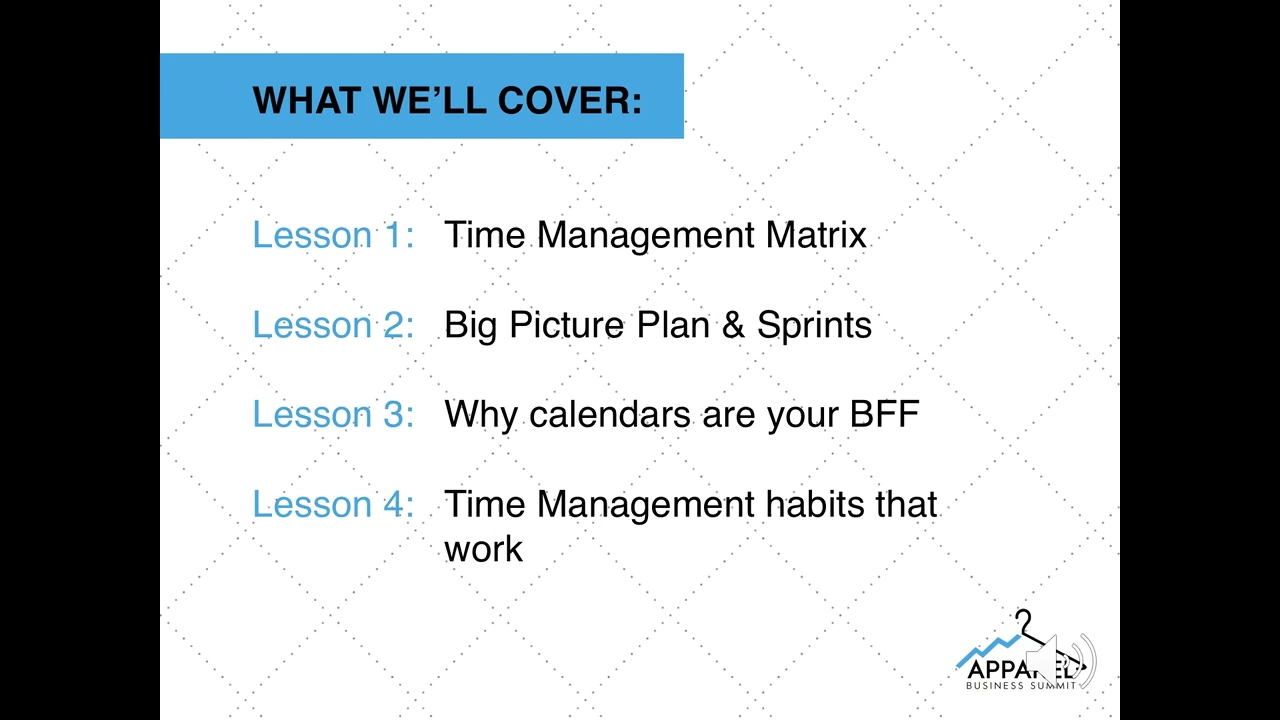 WHAT WE’LL COVER:
Lesson 1: Time Management Matrix
Lesson 2: Big Picture Plan & Sprints
Lesson 3: Why calendars are your BFF
Lesson 4: Time Management habits that
work
BUSINESS SUMMIT